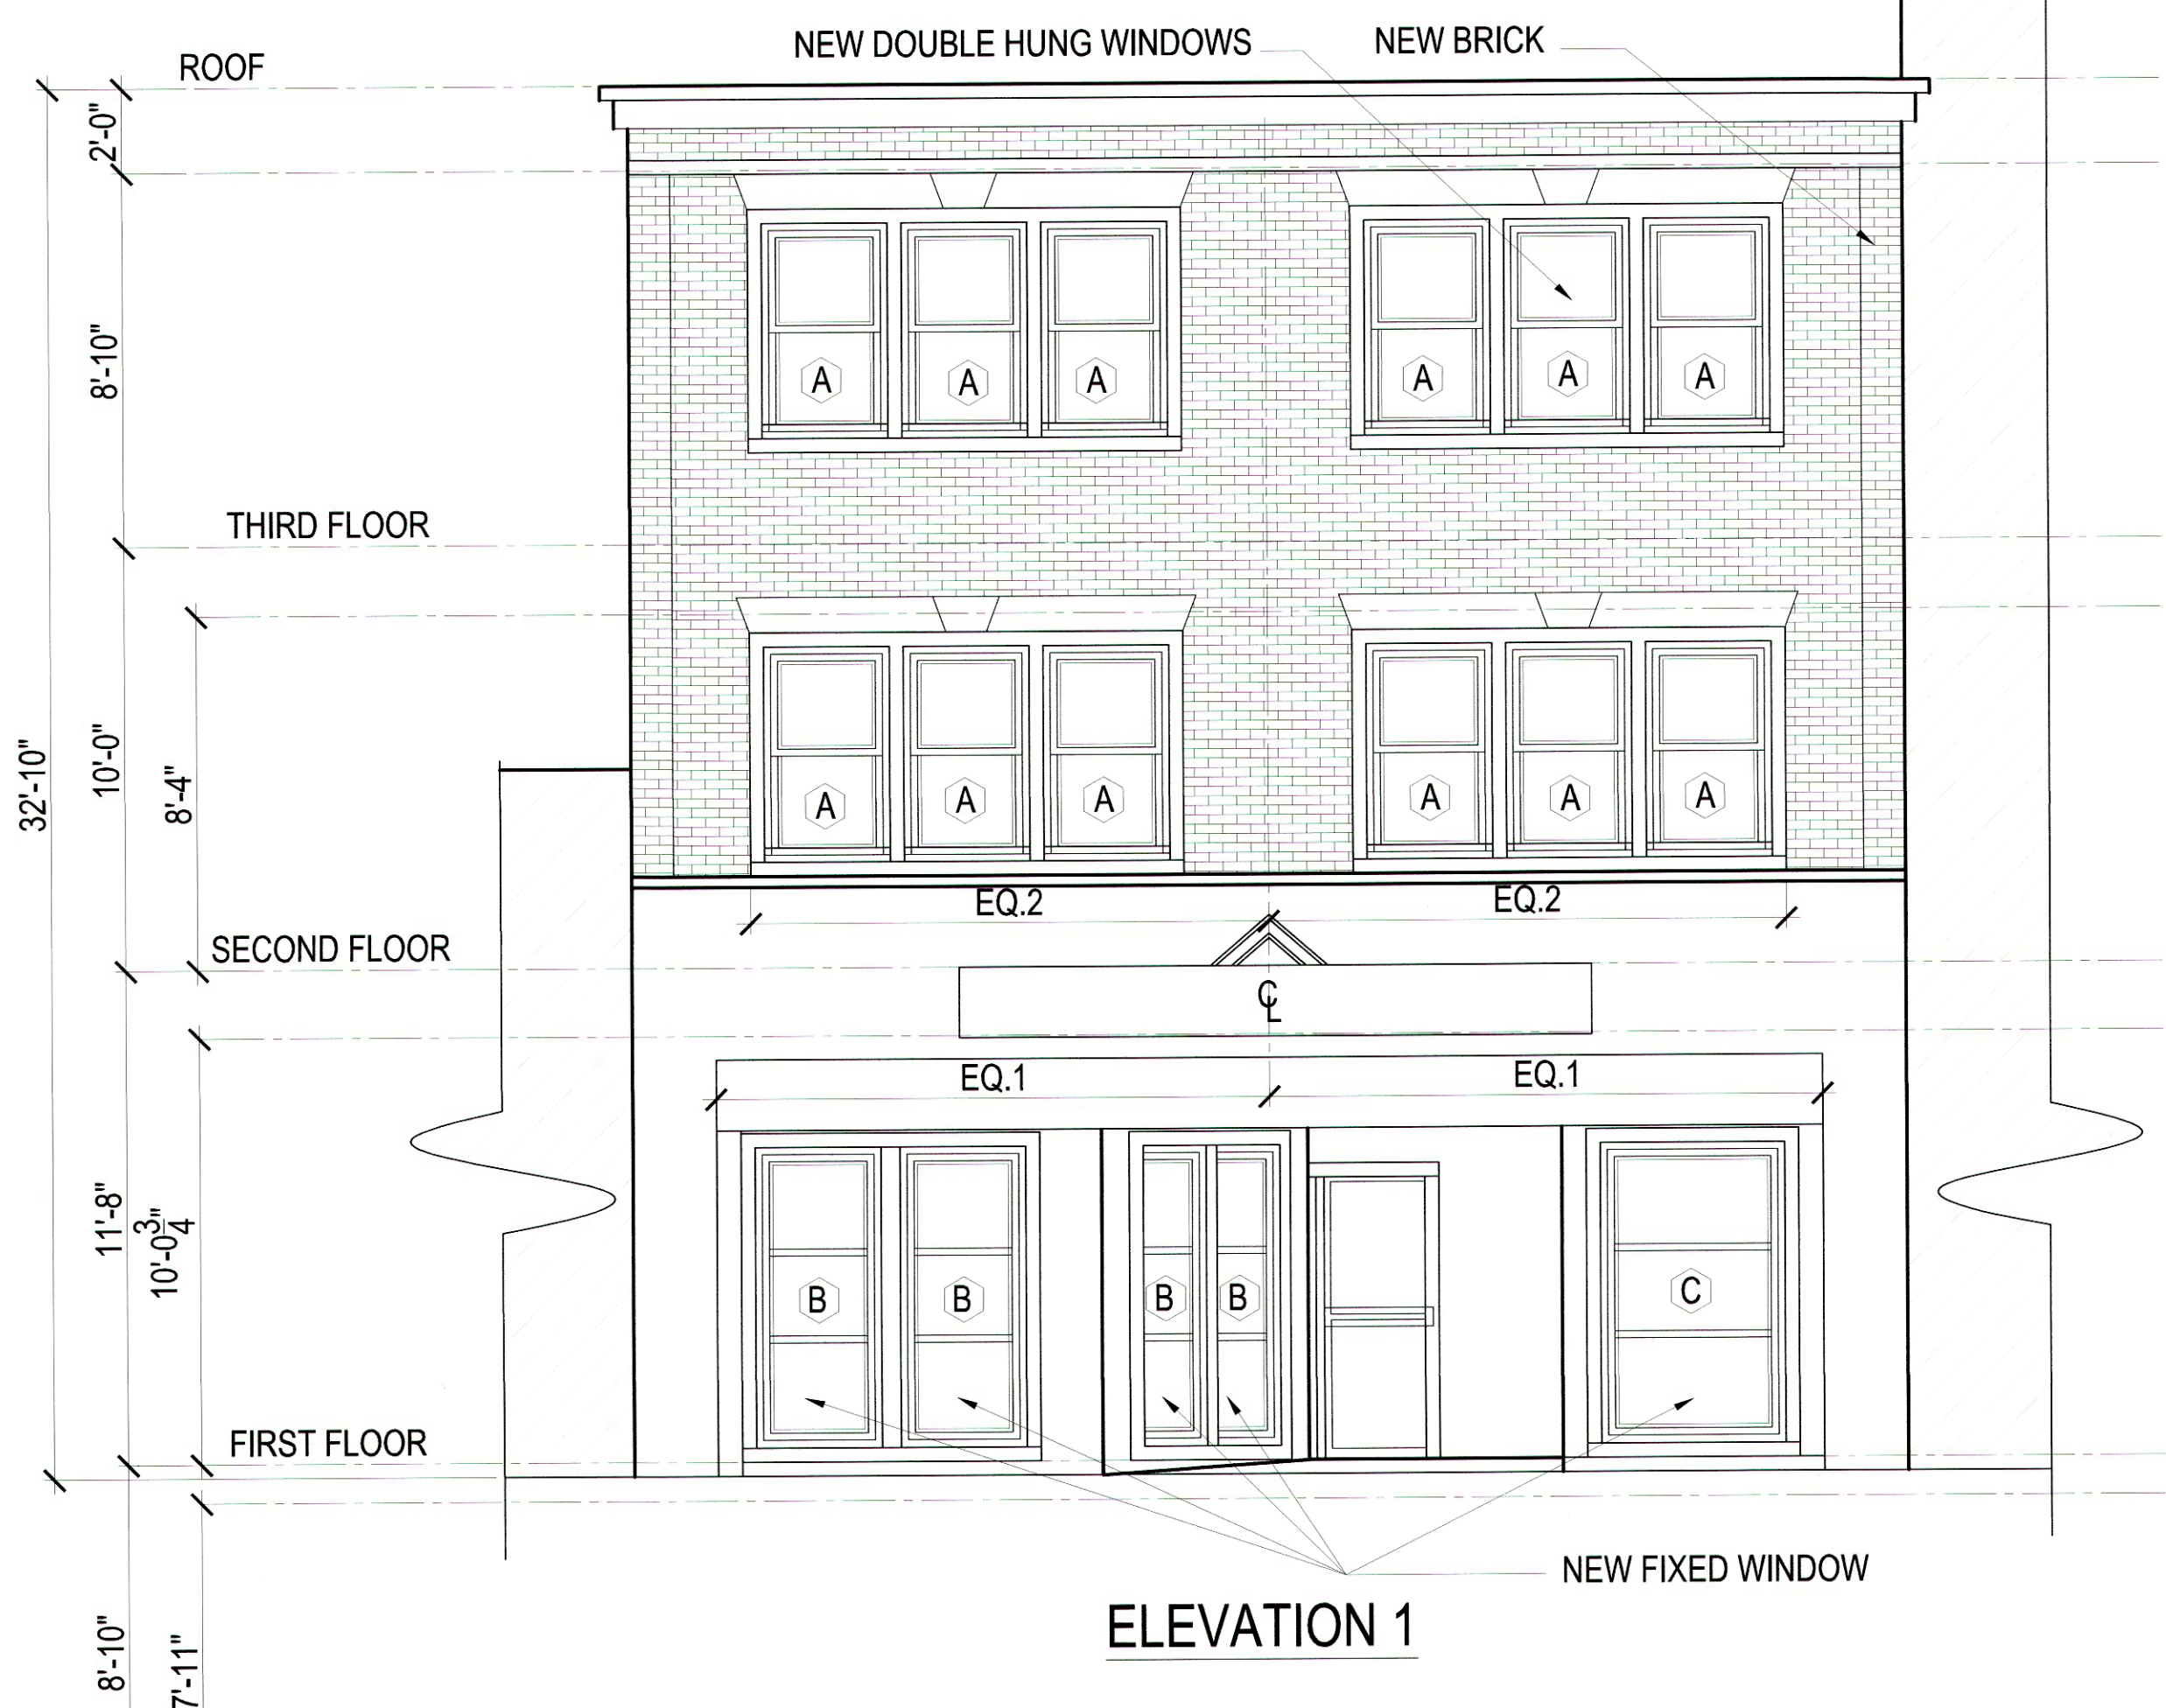 NEW DOUBLE HUNG WINDOWS
NEW BRICK
ROOF
2'-0"
8'-10"
A A A A A A
THIRD FLOOR
32'-10"
10'-0"
8'-4"
A A A A A A
EQ.2 EQ.2
SECOND FLOOR
CL
EQ.1 EQ.1
11'-8"
10'-0 3/4"
B B B B C
FIRST FLOOR
NEW FIXED WINDOW
ELEVATION 1
8'-10"
7'-11"